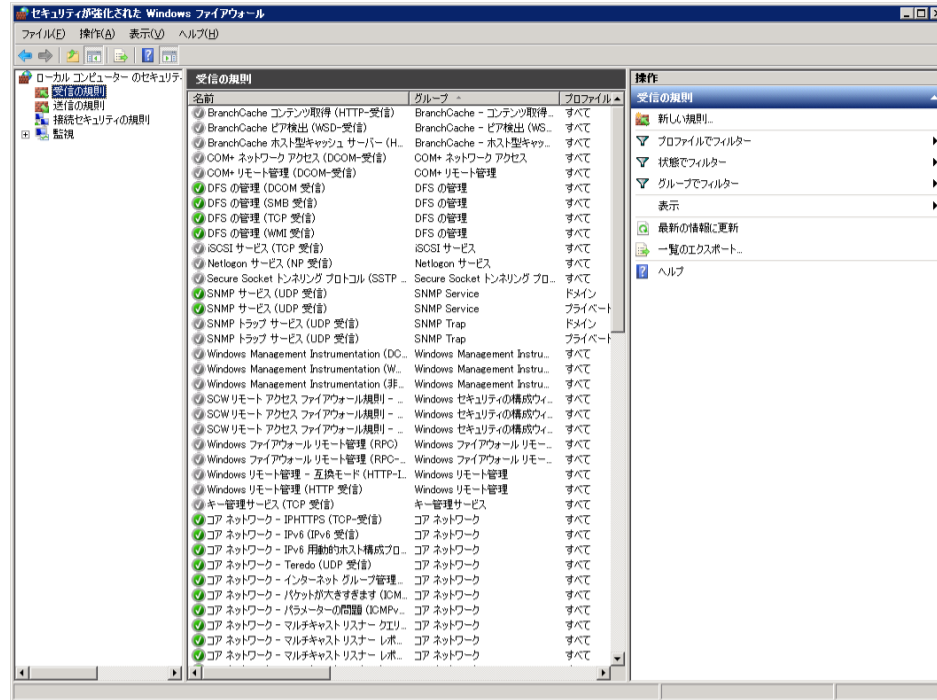 セキュリティが強化された Windows ファイアウォール
ファイル(F) 操作(A) 表示(V) ヘルプ(H)
ローカル コンピューター のセキュリテ
受信の規則
送信の規則
接続セキュリティの規則
監視
受信の規則
名前 グループ プロファイル
BranchCache コンテンツ取得 (HTTP-受信) BranchCache - コンテンツ取得... すべて
BranchCache ピア検出 (WSD-受信) BranchCache - ピア検出 (WS... すべて
BranchCache ホスト型キャッシュ サーバー (H... BranchCache - ホスト型キャッ... すべて
COM+ ネットワーク アクセス (DCOM-受信) COM+ ネットワーク アクセス すべて
COM+ リモート管理 (DCOM-受信) COM+ リモート管理 すべて
DFS の管理 (DCOM 受信) DFS の管理 すべて
DFS の管理 (SMB 受信) DFS の管理 すべて
DFS の管理 (TCP 受信) DFS の管理 すべて
DFS の管理 (WMI 受信) DFS の管理 すべて
iSCSI サービス (TCP 受信) iSCSI サービス すべて
Netlogon サービス (NP 受信) Netlogon サービス すべて
Secure Socket トンネリング プロトコル (SSTP ... Secure Socket トンネリング プロ... すべて
SNMP サービス (UDP 受信) SNMP Service ドメイン
SNMP サービス (UDP 受信) SNMP Service プライベート
SNMP トラップ サービス (UDP 受信) SNMP Trap ドメイン
SNMP トラップ サービス (UDP 受信) SNMP Trap プライベート
Windows Management Instrumentation (DC... Windows Management Instru... すべて
Windows Management Instrumentation (W... Windows Management Instru... すべて
Windows Management Instrumentation (非... Windows Management Instru... すべて
SCW リモート アクセス ファイアウォール規則 - ... Windows セキュリティの構成ウィ... すべて
SCW リモート アクセス ファイアウォール規則 - ... Windows セキュリティの構成ウィ... すべて
SCW リモート アクセス ファイアウォール規則 - ... Windows セキュリティの構成ウィ... すべて
Windows ファイアウォール リモート管理 (RPC) Windows ファイアウォール リモー... すべて
Windows ファイアウォール リモート管理 (RPC-... Windows ファイアウォール リモー... すべて
Windows リモート管理 - 互換モード (HTTP-I... Windows リモート管理 すべて
Windows リモート管理 (HTTP 受信) Windows リモート管理 すべて
キー管理サービス (TCP 受信) キー管理サービス すべて
コア ネットワーク - IPHTTPS (TCP-受信) コア ネットワーク すべて
コア ネットワーク - IPv6 (IPv6 受信) コア ネットワーク すべて
コア ネットワーク - IPv6 用動的ホスト構成プロ... コア ネットワーク すべて
コア ネットワーク - Teredo (UDP 受信) コア ネットワーク すべて
コア ネットワーク - インターネット グループ管理... コア ネットワーク すべて
コア ネットワーク - パケットが大きすぎます (ICM... コア ネットワーク すべて
コア ネットワーク - パラメーターの問題 (ICMPv... コア ネットワーク すべて
コア ネットワーク - マルチキャスト リスナー クエリ... コア ネットワーク すべて
コア ネットワーク - マルチキャスト リスナー レポ... コア ネットワーク すべて
コア ネットワーク - マルチキャスト リスナー レポ... コア ネットワーク すべて
操作
受信の規則
新しい規則...
プロファイルでフィルター
状態でフィルター
グループでフィルター
表示
最新の情報に更新
一覧のエクスポート...
ヘルプ